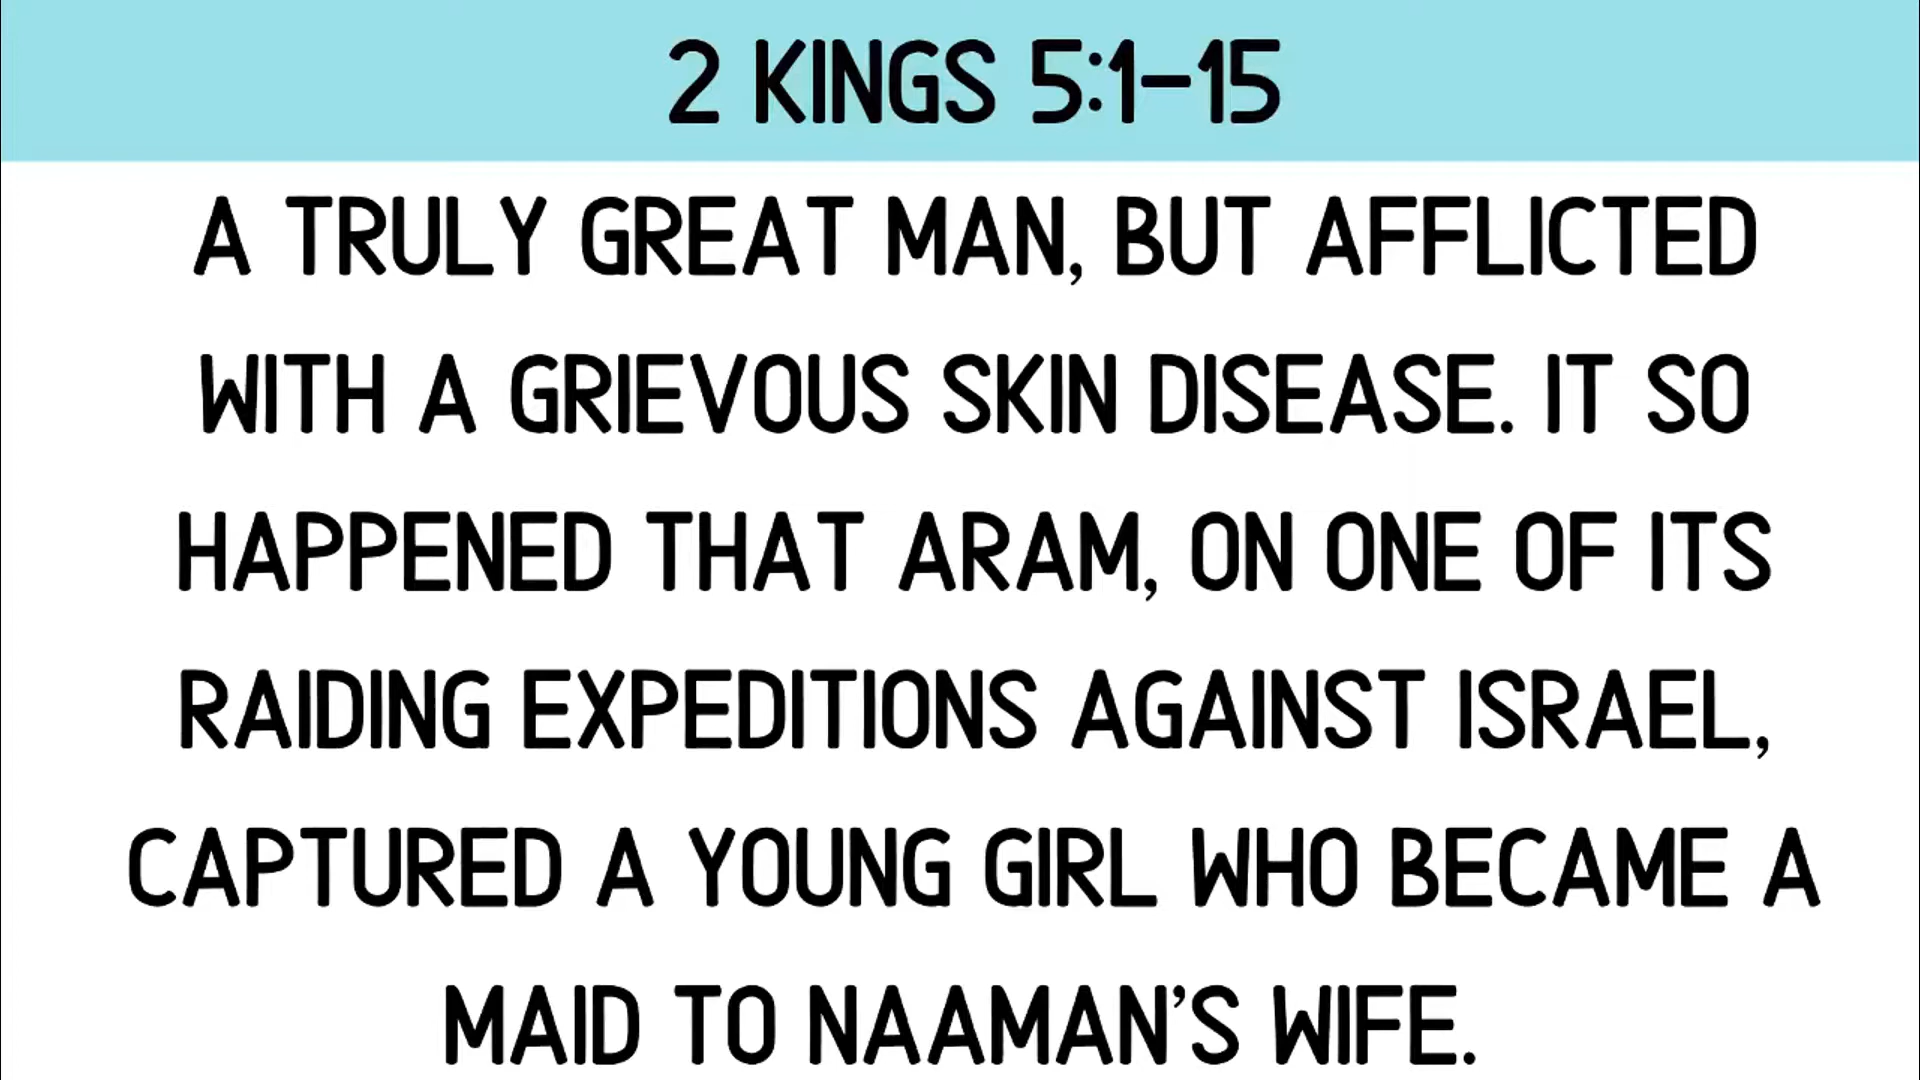 2 KINGS 5:1-15
A TRULY GREAT MAN, BUT AFFLICTED
WITH A GRIEVOUS SKIN DISEASE. IT SO
HAPPENED THAT ARAM, ON ONE OF ITS
RAIDING EXPEDITIONS AGAINST ISRAEL,
CAPTURED A YOUNG GIRL WHO BECAME A
MAID TO NAAMAN’S WIFE.